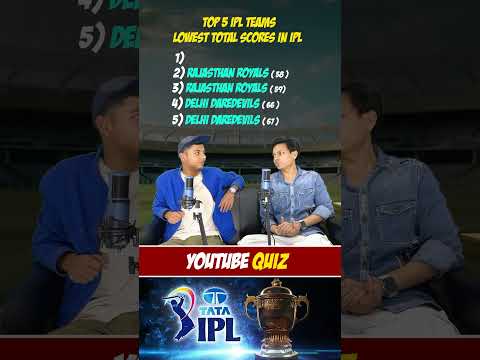 TOP 5 IPL TEAMS
LOWEST TOTAL SCORES IN IPL
1)
2) RAJASTHAN ROYALS (58)
3) RAJASTHAN ROYALS (59)
4) DELHI DAREDEVILS (66)
5) DELHI DAREDEVILS (67)
YOUTUBE QUIZ
TATA
IPL